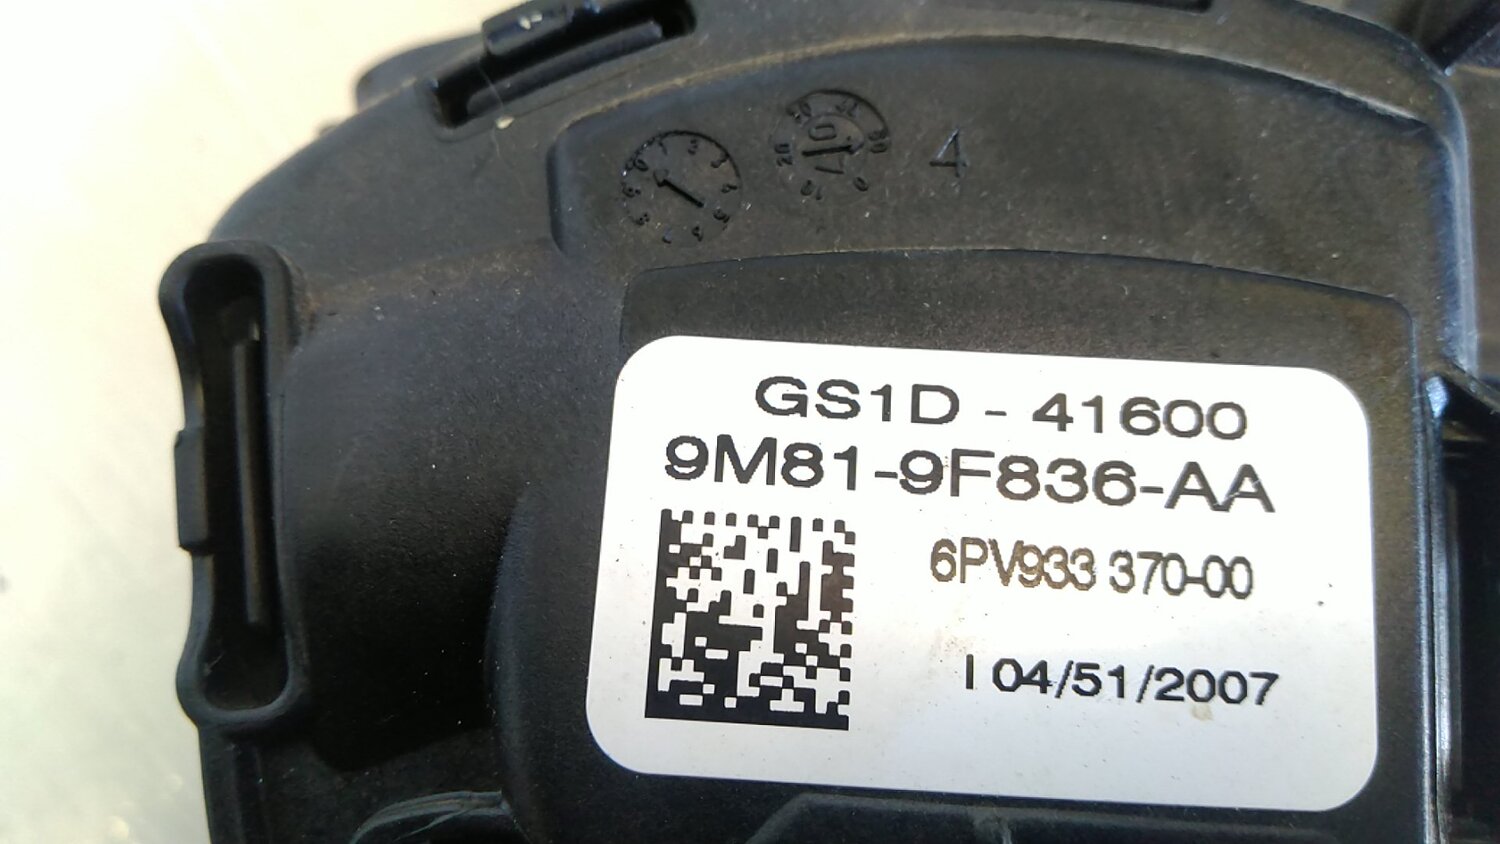 4
GS1D - 41600
9M81-9F836-AA
6PV933 370-00
I 04/51/2007